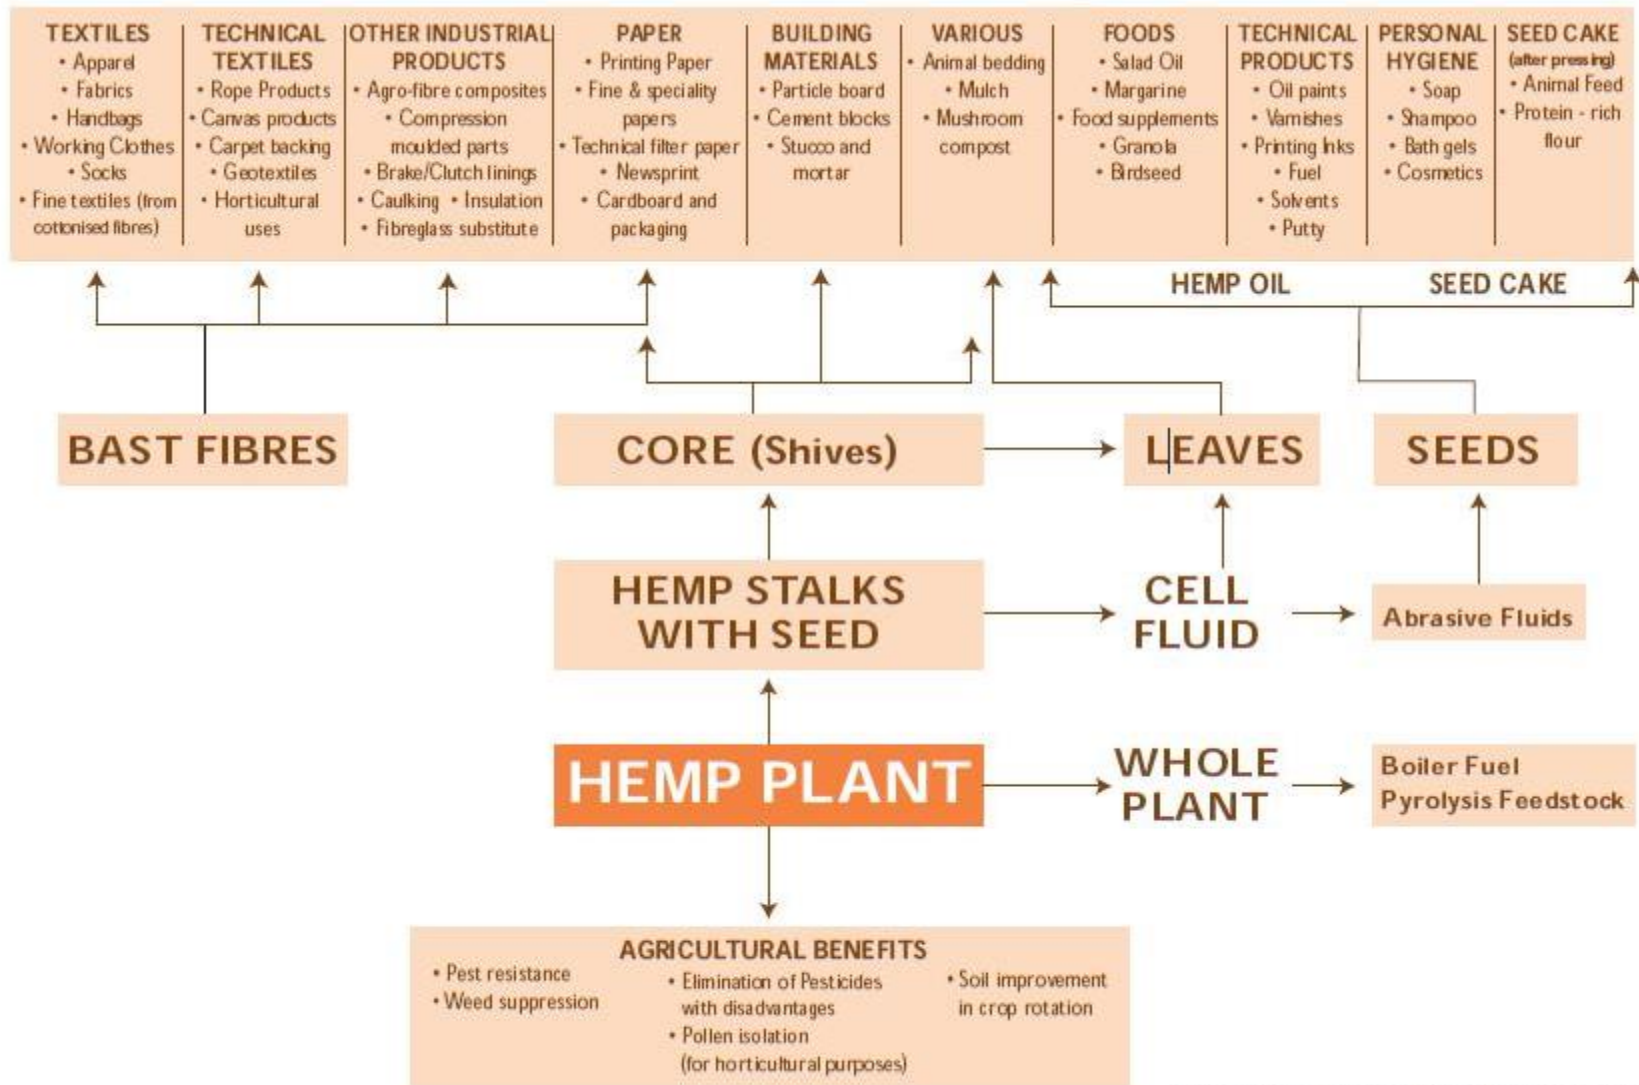 TEXTILES
• Apparel
• Fabrics
• Handbags
• Working Clothes
• Socks
• Fine textiles (from
cottonised fibres)
TECHNICAL
TEXTILES
• Rope Products
• Canvas products
• Carpet backing
• Geotextiles
• Horticultural
uses
OTHER INDUSTRIAL
PRODUCTS
• Agro-fibre composites
• Compression
moulded parts
• Brake/Clutch linings
• Caulking • Insulation
• Fibreglass substitute
PAPER
• Printing Paper
• Fine & speciality
papers
• Technical filter paper
• Newsprint
• Cardboard and
packaging
BUILDING
MATERIALS
• Particle board
• Cement blocks
• Stucco and
mortar
VARIOUS
• Animal bedding
• Mulch
• Mushroom
compost
FOODS
• Salad Oil
• Margarine
• Food supplements
• Granola
• Birdseed
TECHNICAL
PRODUCTS
• Oil paints
• Varnishes
• Printing Inks
• Fuel
• Solvents
• Putty
PERSONAL
HYGIENE
• Soap
• Shampoo
• Bath gels
• Cosmetics
SEED CAKE
(after pressing)
• Animal Feed
• Protein - rich
flour
HEMP OIL
SEED CAKE
BAST FIBRES
CORE (Shives)
LEAVES
SEEDS
HEMP STALKS
WITH SEED
CELL
FLUID
Abrasive Fluids
HEMP PLANT
WHOLE
PLANT
Boiler Fuel
Pyrolysis Feedstock
AGRICULTURAL BENEFITS
• Pest resistance
• Weed suppression
• Elimination of Pesticides
with disadvantages
• Pollen isolation
(for horticultural purposes)
• Soil improvement
in crop rotation